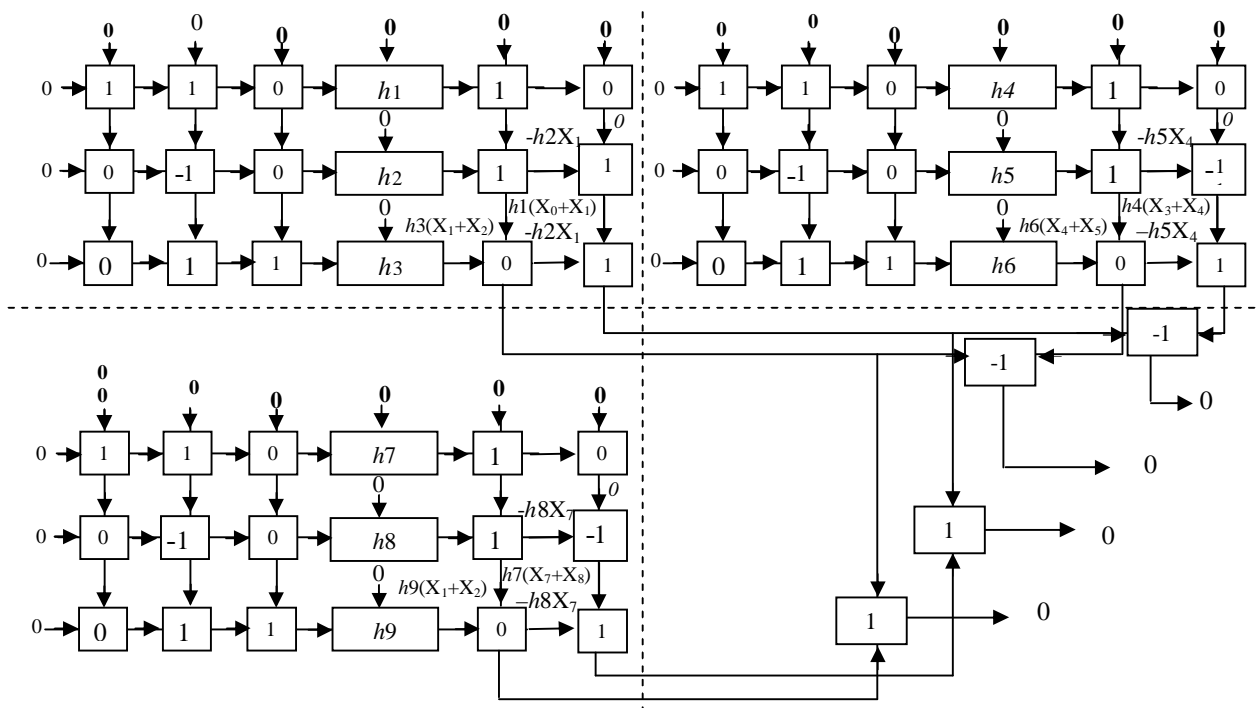 0 0 0 0 0 0
0 1 1 0 h1 1 0
0 0
-h2X1
0 0 -1 0 h2 1 1
0 h3(X1+X2) h1(X0+X1)
-h2X1
0 0 1 1 h3 0 1
0 0 0 0 0 0
0 1 1 0 h4 1 0
0 0
-h5X4
0 0 -1 0 h5 1 -1
0 h6(X4+X5) h4(X3+X4)
–h5X4
0 0 1 1 h6 0 1
-1
-1
0
0
0
0 0 0 0 0 0
0 1 1 0 h7 1 0
0 0
-h8X7
0 0 -1 0 h8 1 -1
0 h9(X1+X2) h7(X7+X8)
–h8X7
0 0 1 1 h9 0 1
1 0
1 0